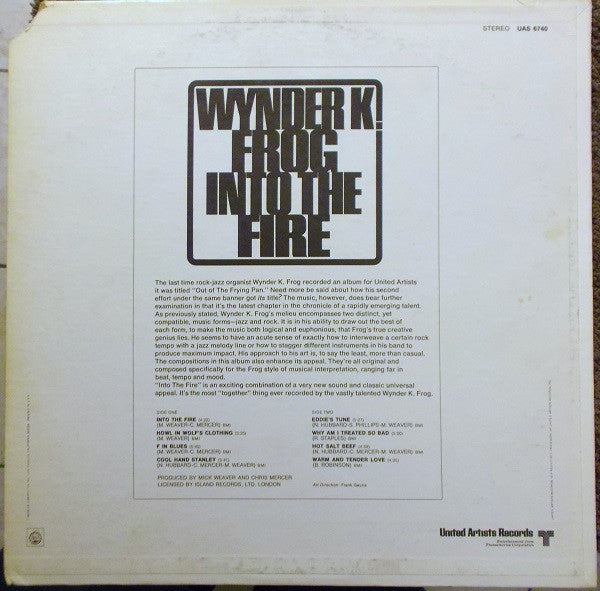 STEREO UAS 6740
WYNDER K.
FROG
INTO THE
FIRE
The last time rock-jazz organist Wynder K. Frog recorded an album for United Artists
it was titled "Out of The Frying Pan." Need more be said about how his second
effort under the same banner got its title? The music, however, does bear further
examination in that it's the latest chapter in the chronicle of a rapidly emerging talent.
As previously stated, Wynder K. Frog's melieu encompasses two distinct, yet
compatible, music forms—jazz and rock. It is in his ability to draw out the best of
each form, to make the music both logical and euphonious, that Frog's true creative
genius lies. He seems to have an acute sense of exactly how to interweave a certain rock
tempo with a jazz melody line or how to stagger different instruments in his band to
produce maximum impact. His approach to his art is, to say the least, more than casual.
The compositions in this album also enhance its appeal. They're all original and
composed specifically for the Frog style of musical interpretation, ranging far in
beat, tempo and mood.
"Into The Fire" is an exciting combination of a very new sound and classic universal
appeal. It's the most "together" thing ever recorded by the vastly talented Wynder K. Frog.
SIDE ONE
INTO THE FIRE
(M. WEAVER-C. MERCER) BMI
HOWL IN WOLF'S CLOTHING
(M. WEAVER) BMI
F IN BLUES
(M. WEAVER-C. MERCER) BMI
COOL HAND STANLEY
(N. HUBBARD-C. MERCER-M. WEAVER) BMI
SIDE TWO
EDDIE'S TUNE
(N. HUBBARD-S. PHILLIPS-M. WEAVER) BMI
WHY AM I TREATED SO BAD
(R. STAPLES) BMI
HOT SALT BEEF
(N. HUBBARD-C. MERCER-M. WEAVER) BMI
WARM AND TENDER LOVE
(B. ROBINSON) BMI
PRODUCED BY MICK WEAVER AND CHRIS MERCER
LICENSED BY ISLAND RECORDS, LTD. LONDON
Art Direction: Frank Gauna
United Artists Records
Entertainment from
Transamerica Corporation